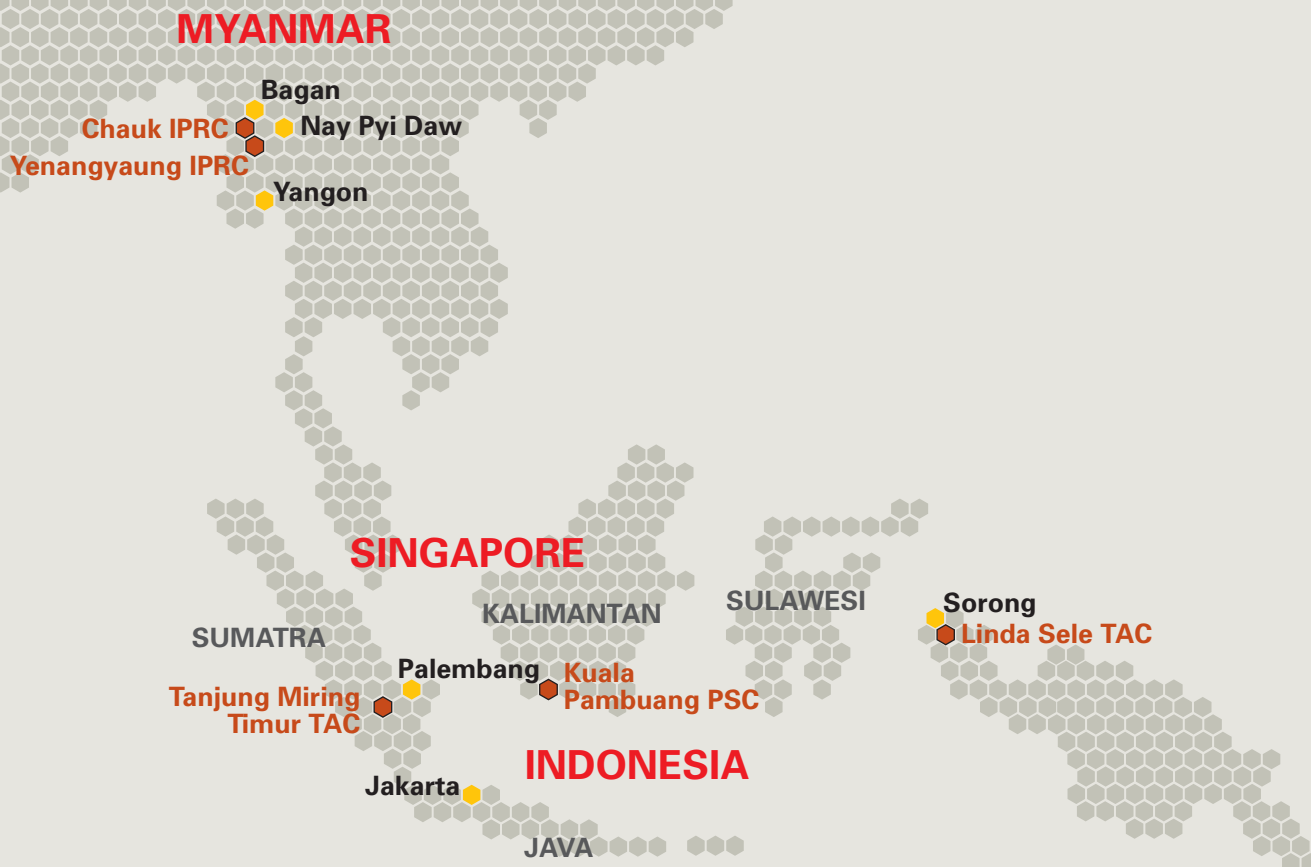 MYANMAR
Bagan
Chauk IPRC
Nay Pyi Daw
Yenangyaung IPRC
Yangon
SINGAPORE
SULAWESI
KALIMANTAN
Sorong
SUMATRA
Linda Sele TAC
Palembang
Kuala
Pambuang PSC
Tanjung Miring
Timur TAC
INDONESIA
Jakarta
JAVA